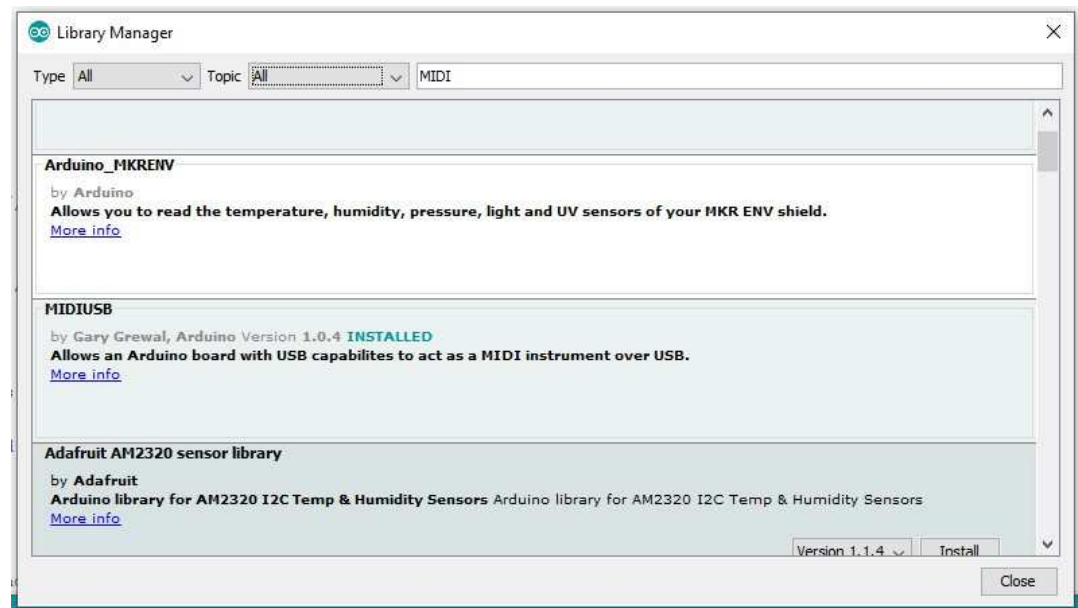 Library Manager
Type All Topic All MIDI
Arduino_MKRENV
by Arduino
Allows you to read the temperature, humidity, pressure, light and UV sensors of your MKR ENV shield.
More info
MIDIUSB
by Gary Grewal, Arduino Version 1.0.4 INSTALLED
Allows an Arduino board with USB capabilites to act as a MIDI instrument over USB.
More info
Adafruit AM2320 sensor library
by Adafruit
Arduino library for AM2320 I2C Temp & Humidity Sensors Arduino library for AM2320 I2C Temp & Humidity Sensors
More info
Version 1.1.4 Install
Close